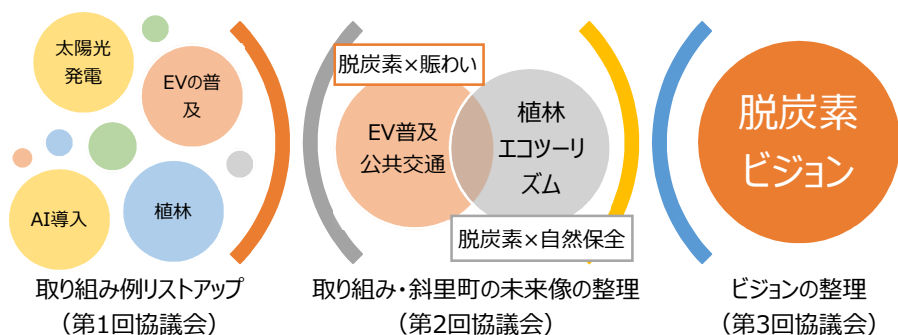 太陽光
発電
EVの普
及
AI導入
植林
取り組み例リストアップ
（第1回協議会）
脱炭素×賑わい
EV普及
公共交通
植林
エコツーリ
ズム
脱炭素×自然保全
取り組み・斜里町の未来像の整理
（第2回協議会）
脱炭素
ビジョン
ビジョンの整理
（第3回協議会）